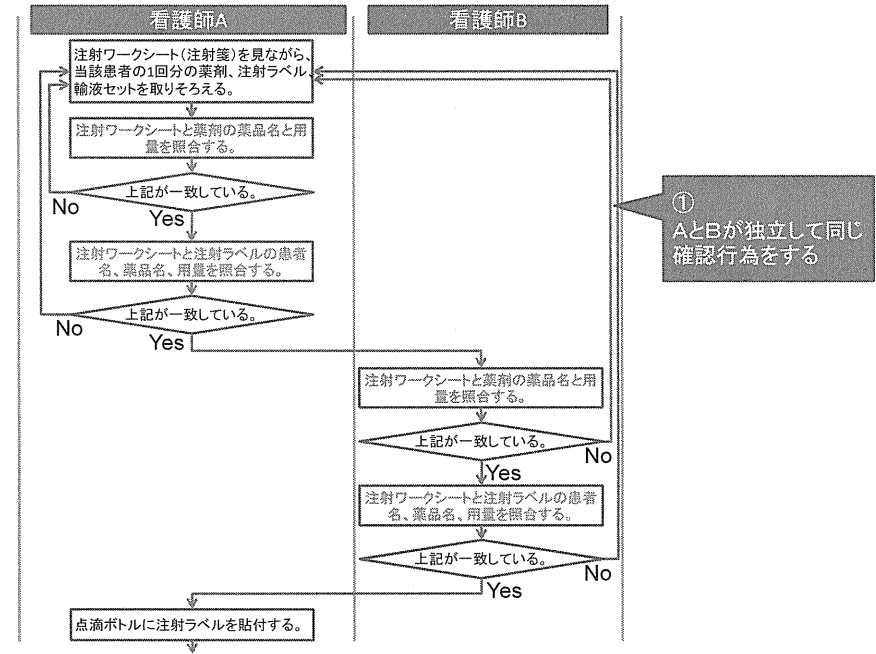 看護師A
看護師B
注射ワークシート(注射箋)を見ながら、
当該患者の1回分の薬剤、注射ラベル、
輸液セットを取りそろえる。
注射ワークシートと薬剤の薬品名と用
量を照合する。
上記が一致している。
No
Yes
注射ワークシートと注射ラベルの患者
名、薬品名、用量を照合する。
上記が一致している。
No
Yes
①
AとBが独立して同じ
確認行為をする
注射ワークシートと薬剤の薬品名と用
量を照合する。
上記が一致している。
No
Yes
注射ワークシートと注射ラベルの患者
名、薬品名、用量を照合する。
上記が一致している。
No
Yes
点滴ボトルに注射ラベルを貼付する。